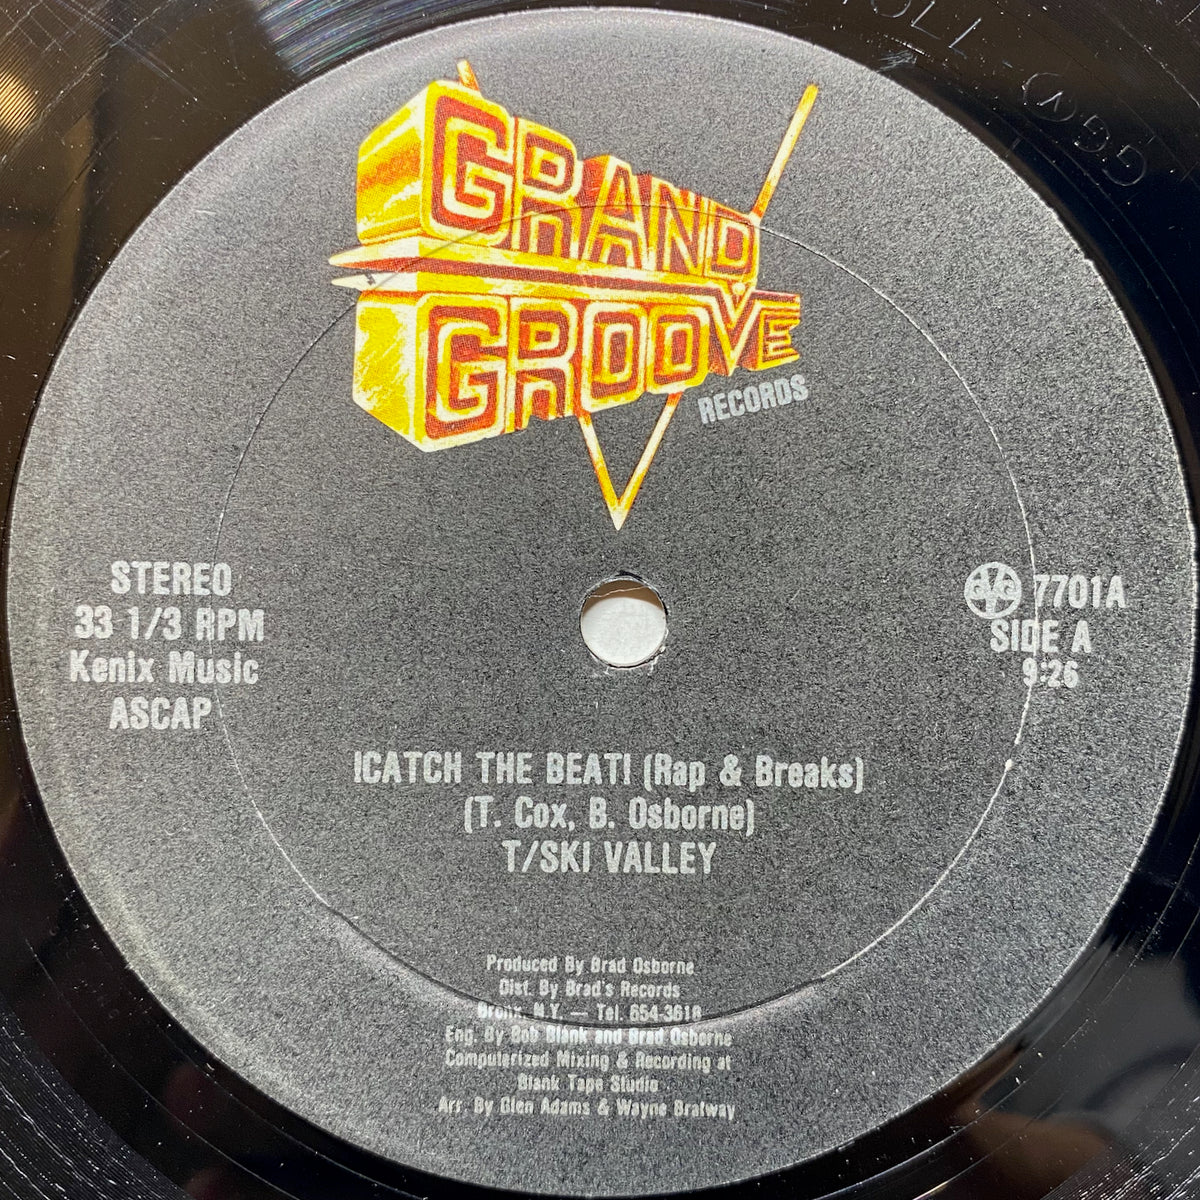 GRAND
GROOVE
RECORDS
STEREO
33 1/3 RPM
Kenix Music
ASCAP
7701A
SIDE A
9:26
!CATCH THE BEAT! (Rap & Breaks)
(T. Cox, B. Osborne)
T/SKI VALLEY
Produced By Brad Osborne
Dist. By Brad's Records
Bronx, N.Y. — Tel. 654-3618
Eng. By Bob Blank and Brad Osborne
Computerized Mixing & Recording at
Blank Tape Studio
Arr. By Glen Adams & Wayne Bratway